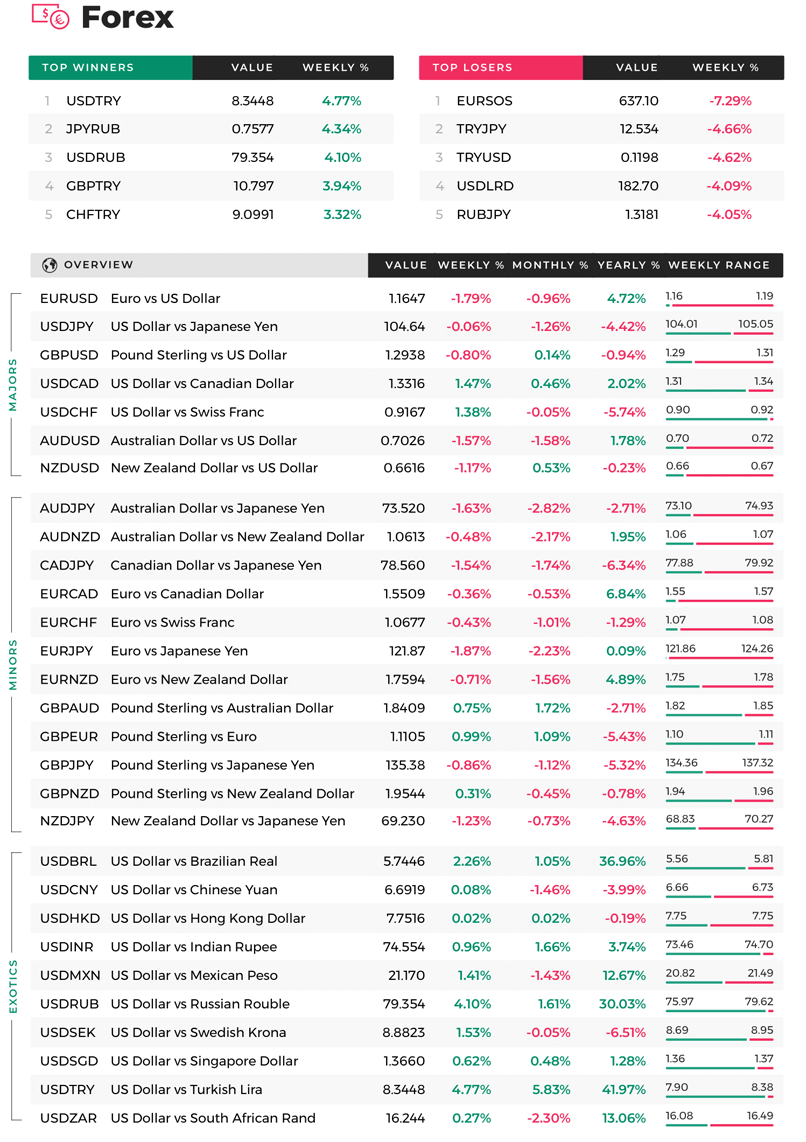 $ € Forex
TOP WINNERS VALUE WEEKLY %
1 USDTRY 8.3448 4.77%
2 JPYRUB 0.7577 4.34%
3 USDRUB 79.354 4.10%
4 GBPTRY 10.797 3.94%
5 CHFTRY 9.0991 3.32%
TOP LOSERS VALUE WEEKLY %
1 EURSOS 637.10 -7.29%
2 TRYJPY 12.534 -4.66%
3 TRYUSD 0.1198 -4.62%
4 USDLRD 182.70 -4.09%
5 RUBJPY 1.3181 -4.05%
OVERVIEW VALUE WEEKLY % MONTHLY % YEARLY % WEEKLY RANGE
MAJORS
EURUSD Euro vs US Dollar 1.1647 -1.79% -0.96% 4.72% 1.16 1.19
USDJPY US Dollar vs Japanese Yen 104.64 -0.06% -1.26% -4.42% 104.01 105.05
GBPUSD Pound Sterling vs US Dollar 1.2938 -0.80% 0.14% -0.94% 1.29 1.31
USDCAD US Dollar vs Canadian Dollar 1.3316 1.47% 0.46% 2.02% 1.31 1.34
USDCHF US Dollar vs Swiss Franc 0.9167 1.38% -0.05% -5.74% 0.90 0.92
AUDUSD Australian Dollar vs US Dollar 0.7026 -1.57% -1.58% 1.78% 0.70 0.72
NZDUSD New Zealand Dollar vs US Dollar 0.6616 -1.17% 0.53% -0.23% 0.66 0.67
MINORS
AUDJPY Australian Dollar vs Japanese Yen 73.520 -1.63% -2.82% -2.71% 73.10 74.93
AUDNZD Australian Dollar vs New Zealand Dollar 1.0613 -0.48% -2.17% 1.95% 1.06 1.07
CADJPY Canadian Dollar vs Japanese Yen 78.560 -1.54% -1.74% -6.34% 77.88 79.92
EURCAD Euro vs Canadian Dollar 1.5509 -0.36% -0.53% 6.84% 1.55 1.57
EURCHF Euro vs Swiss Franc 1.0677 -0.43% -1.01% -1.29% 1.07 1.08
EURJPY Euro vs Japanese Yen 121.87 -1.87% -2.23% 0.09% 121.86 124.26
EURNZD Euro vs New Zealand Dollar 1.7594 -0.71% -1.56% 4.89% 1.75 1.78
GBPAUD Pound Sterling vs Australian Dollar 1.8409 0.75% 1.72% -2.71% 1.82 1.85
GBPEUR Pound Sterling vs Euro 1.1105 0.99% 1.09% -5.43% 1.10 1.11
GBPJPY Pound Sterling vs Japanese Yen 135.38 -0.86% -1.12% -5.32% 134.36 137.32
GBPNZD Pound Sterling vs New Zealand Dollar 1.9544 0.31% -0.45% -0.78% 1.94 1.96
NZDJPY New Zealand Dollar vs Japanese Yen 69.230 -1.23% -0.73% -4.63% 68.83 70.27
EXOTICS
USDBRL US Dollar vs Brazilian Real 5.7446 2.26% 1.05% 36.96% 5.56 5.81
USDCNY US Dollar vs Chinese Yuan 6.6919 0.08% -1.46% -3.99% 6.66 6.73
USDHKD US Dollar vs Hong Kong Dollar 7.7516 0.02% 0.02% -0.19% 7.75 7.75
USDINR US Dollar vs Indian Rupee 74.554 0.96% 1.66% 3.74% 73.46 74.70
USDMXN US Dollar vs Mexican Peso 21.170 1.41% -1.43% 12.67% 20.82 21.49
USDRUB US Dollar vs Russian Rouble 79.354 4.10% 1.61% 30.03% 75.97 79.62
USDSEK US Dollar vs Swedish Krona 8.8823 1.53% -0.05% -6.51% 8.69 8.95
USDSGD US Dollar vs Singapore Dollar 1.3660 0.62% 0.48% 1.28% 1.36 1.37
USDTRY US Dollar vs Turkish Lira 8.3448 4.77% 5.83% 41.97% 7.90 8.38
USDZAR US Dollar vs South African Rand 16.244 0.27% -2.30% 13.06% 16.08 16.49